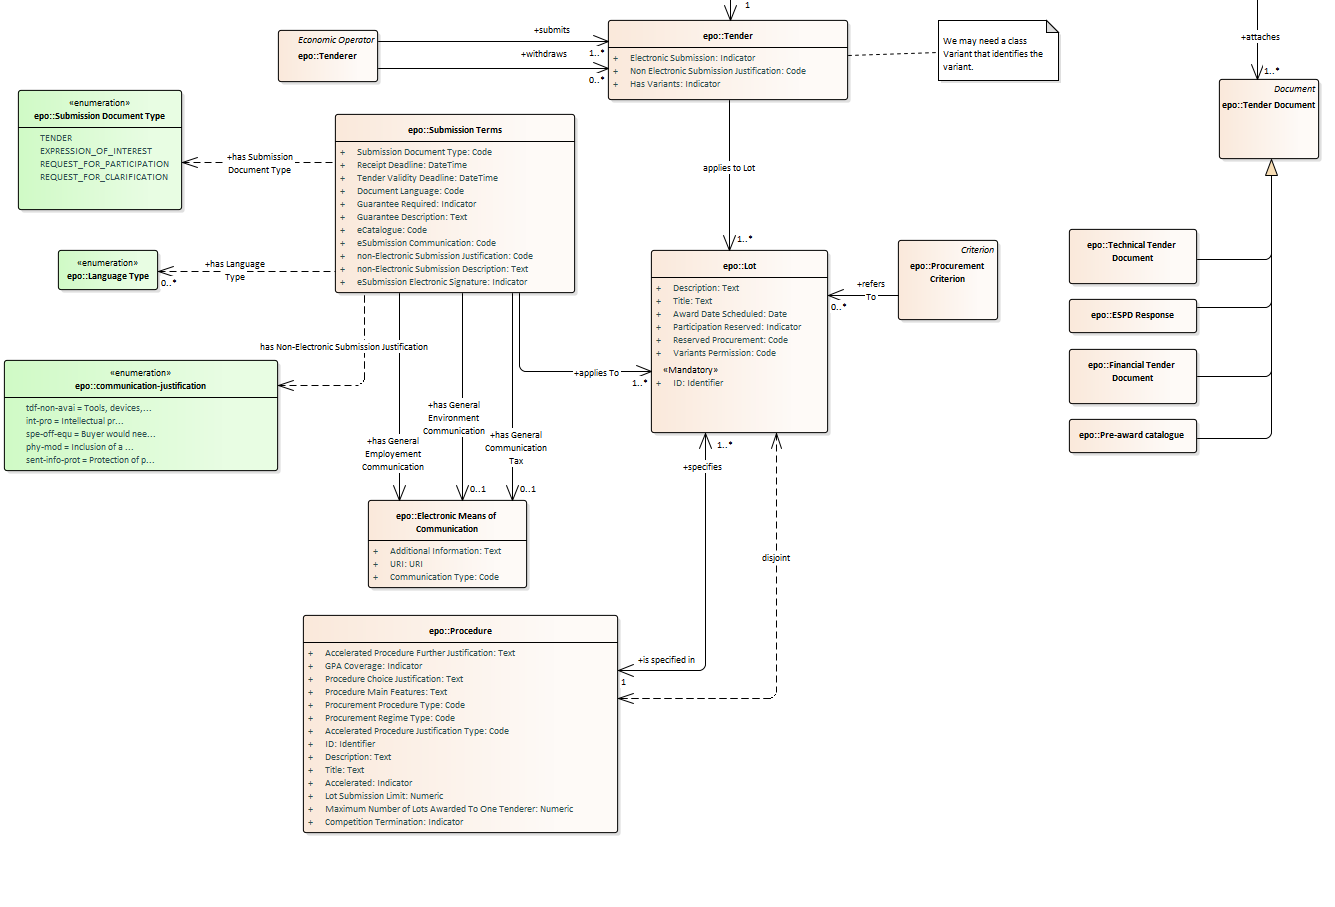 1
+submits
+withdraws
1..*
0..*
Economic Operator
epo::Tenderer
epo::Tender
+ Electronic Submission: Indicator
+ Non Electronic Submission Justification: Code
+ Has Variants: Indicator
We may need a class
Variant that identifies the
variant.
+attaches
1..*
Document
epo::Tender Document
«enumeration»
epo::Submission Document Type
TENDER
EXPRESSION_OF_INTEREST
REQUEST_FOR_PARTICIPATION
REQUEST_FOR_CLARIFICATION
+has Submission
Document Type
epo::Submission Terms
+ Submission Document Type: Code
+ Receipt Deadline: DateTime
+ Tender Validity Deadline: DateTime
+ Document Language: Code
+ Guarantee Required: Indicator
+ Guarantee Description: Text
+ eCatalogue: Code
+ eSubmission Communication: Code
+ non-Electronic Submission Justification: Code
+ non-Electronic Submission Description: Text
+ eSubmission Electronic Signature: Indicator
applies to Lot
1..*
«enumeration»
epo::Language Type
+has Language
Type
0..*
epo::Lot
+ Description: Text
+ Title: Text
+ Award Date Scheduled: Date
+ Participation Reserved: Indicator
+ Reserved Procurement: Code
+ Variants Permission: Code
«Mandatory»
+ ID: Identifier
+refers
To
0..*
Criterion
epo::Procurement
Criterion
epo::Technical Tender
Document
epo::ESPD Response
epo::Financial Tender
Document
epo::Pre-award catalogue
has Non-Electronic Submission Justification
«enumeration»
epo::communication-justification
tdf-non-avai = Tools, devices,...
int-pro = Intellectual pr...
spe-off-equ = Buyer would nee...
phy-mod = Inclusion of a ...
sent-info-prot = Protection of p...
+applies To
1..*
+has General
Employement
Communication
+has General
Environment
Communication
0..1
+has General
Communication
Tax
0..1
1..*
+specifies
disjoint
epo::Electronic Means of
Communication
+ Additional Information: Text
+ URI: URI
+ Communication Type: Code
+is specified in
1
epo::Procedure
+ Accelerated Procedure Further Justification: Text
+ GPA Coverage: Indicator
+ Procedure Choice Justification: Text
+ Procedure Main Features: Text
+ Procurement Procedure Type: Code
+ Procurement Regime Type: Code
+ Accelerated Procedure Justification Type: Code
+ ID: Identifier
+ Description: Text
+ Title: Text
+ Accelerated: Indicator
+ Lot Submission Limit: Numeric
+ Maximum Number of Lots Awarded To One Tenderer: Numeric
+ Competition Termination: Indicator